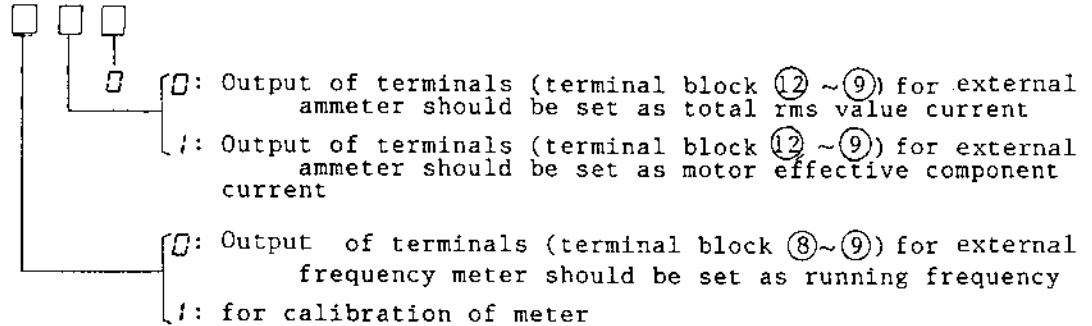 0 0: Output of terminals (terminal block ⑫ ~⑨) for external
ammeter should be set as total rms value current
1: Output of terminals (terminal block ⑫ ~⑨) for external
ammeter should be set as motor effective component
current
0: Output of terminals (terminal block ⑧~⑨) for external
frequency meter should be set as running frequency
1: for calibration of meter